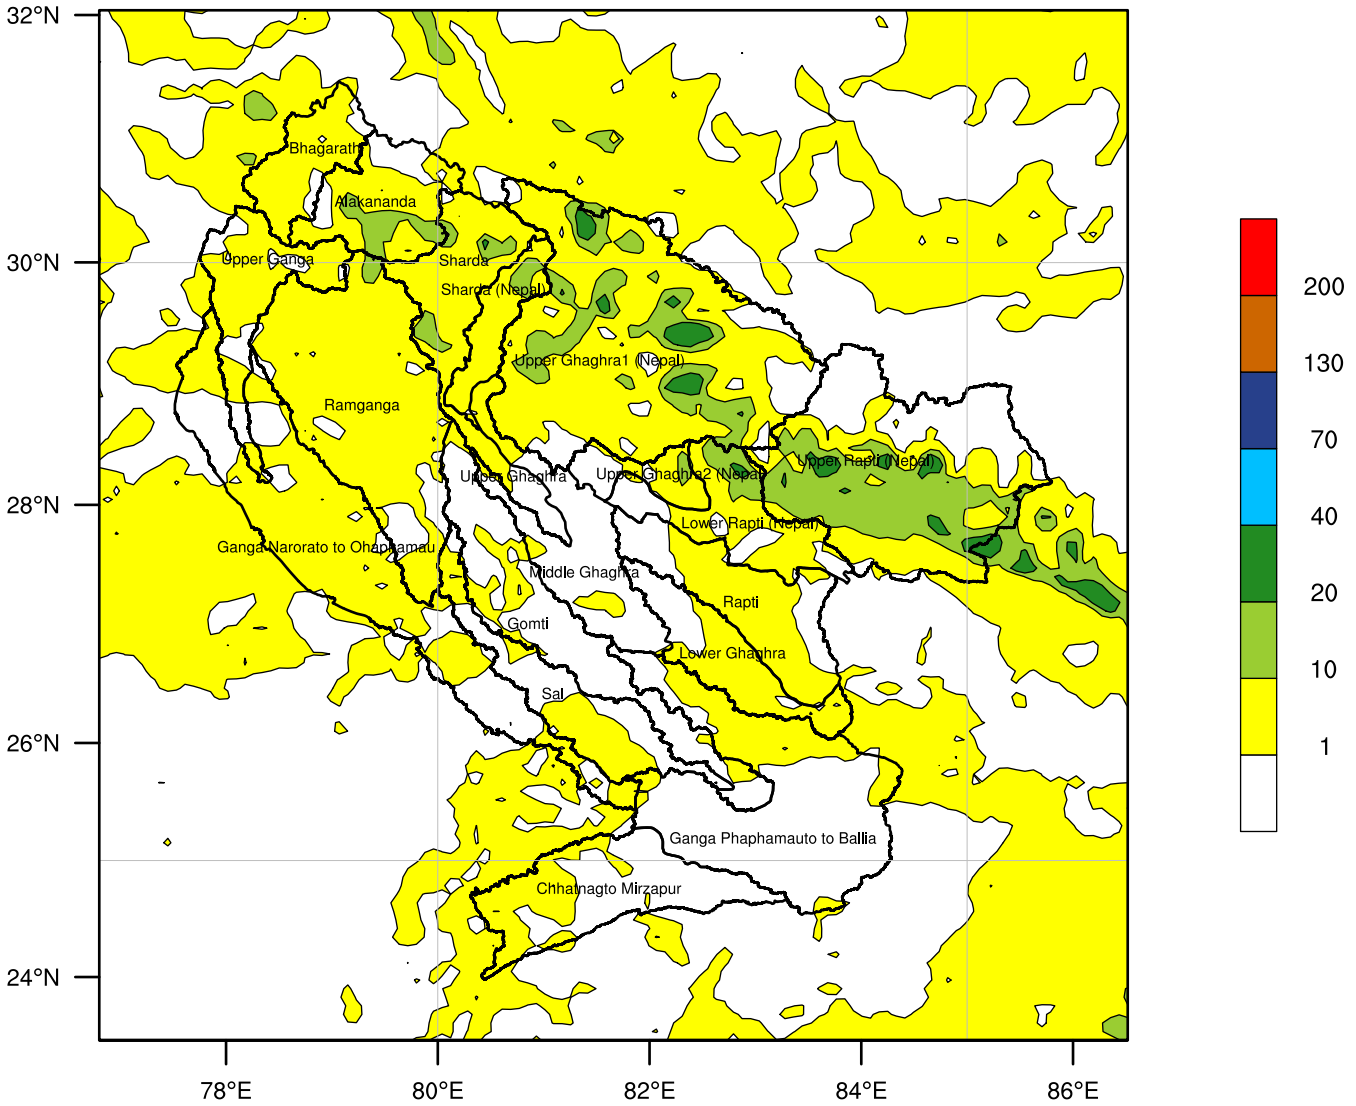 32°N
Bhagarath
Alakananda
Upper Ganga
Sharda
30°N
Sharda (Nepal)
200
Upper Ghaghra1 (Nepal)
130
Ramganga
70
Upper Rapti (Nepal)
Upper Ghaghra
Upper Ghaghra2 (Nepal)
28°N
40
Lower Rapti (Nepal)
Ganga Narorato to Ohaphamau
Middle Ghaghra
20
Rapti
Gomti
Lower Ghaghra
10
Sal
26°N
1
Ganga Phaphamauto to Ballia
Chhatnagto Mirzapur
24°N
78°E
80°E
82°E
84°E
86°E